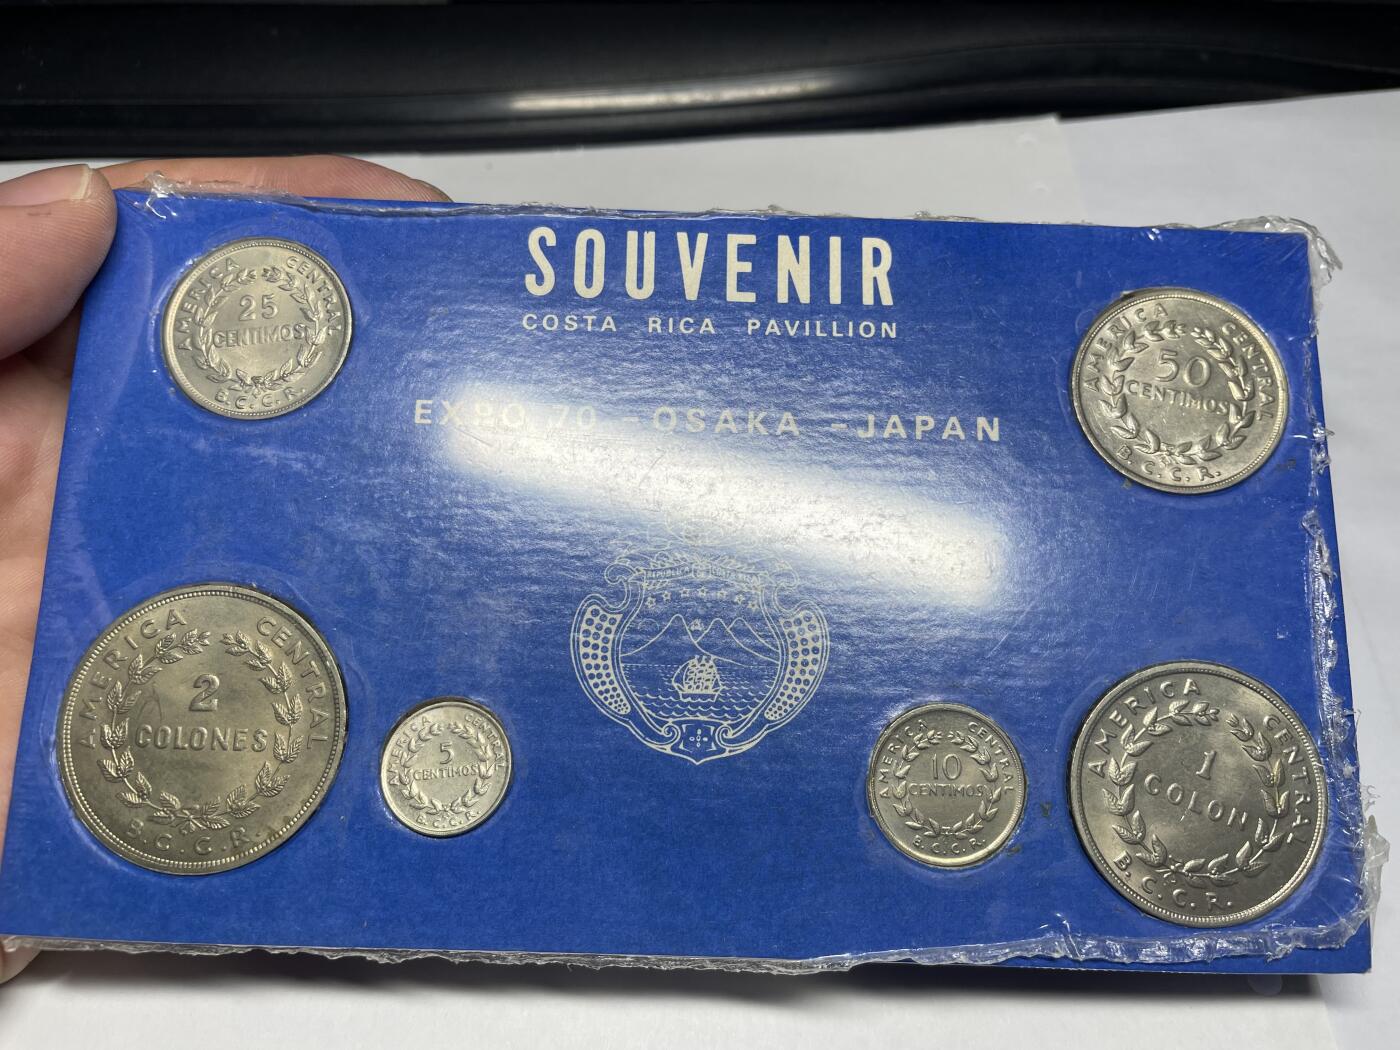 SOUVENIR
COSTA RICA PAVILLION
EXPO 70 - OSAKA - JAPAN
AMERICA CENTRAL
25
CENTIMOS
B.C.C.R.
AMERICA CENTRAL
50
CENTIMOS
B.C.C.R.
AMERICA CENTRAL
2
COLONES
B.C.C.R.
AMERICA CENTRAL
5
CENTIMOS
B.C.C.R.
AMERICA CENTRAL
10
CENTIMOS
B.C.C.R.
AMERICA CENTRAL
1
COLON
B.C.C.R.